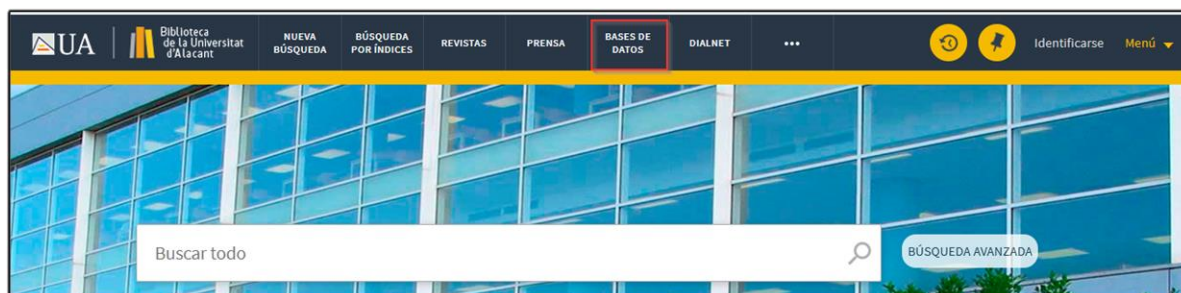 UA
Biblioteca
de la Universitat
d'Alacant
NUEVA
BÚSQUEDA
BÚSQUEDA
POR ÍNDICES
REVISTAS
PRENSA
BASES DE
DATOS
DIALNET
•••
Identificarse
Menú
Buscar todo
BÚSQUEDA AVANZADA